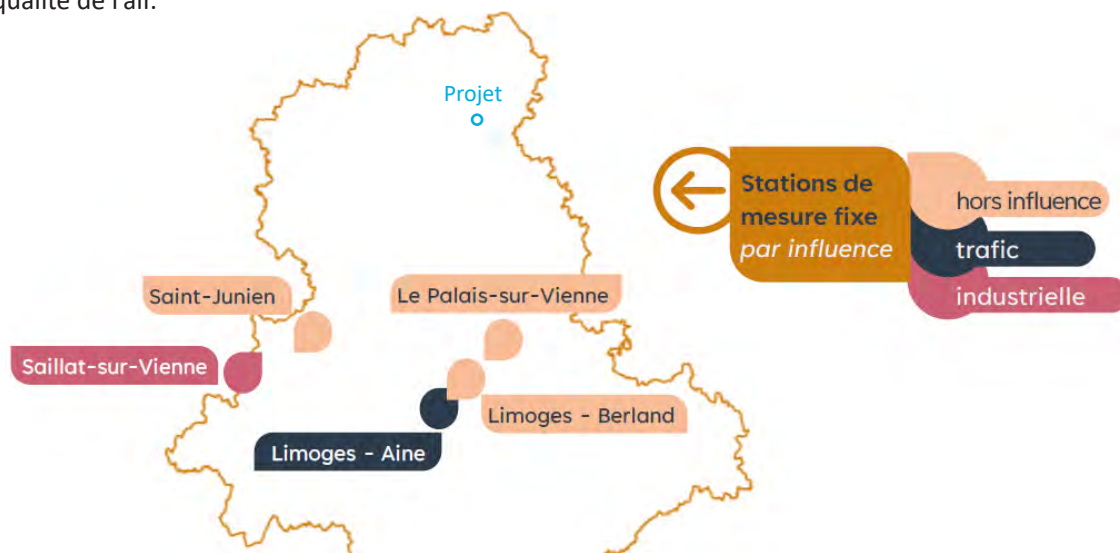 qualité de l'air.
Projet
Stations de
mesure fixe
par influence
hors influence
trafic
industrielle
Saint-Junien
Le Palais-sur-Vienne
Saillat-sur-Vienne
Limoges - Berland
Limoges - Aine